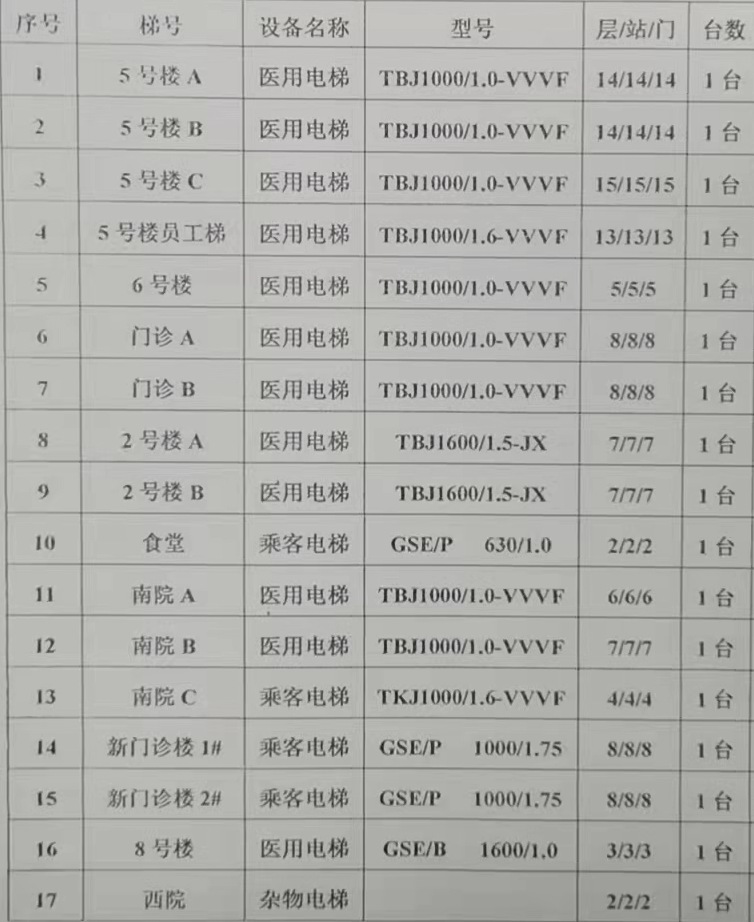 序号 梯号 设备名称 型号 层/站/门 台数
1 5 号楼 A 医用电梯 TBJ1000/1.0-VVVF 14/14/14 1 台
2 5 号楼 B 医用电梯 TBJ1000/1.0-VVVF 14/14/14 1 台
3 5 号楼 C 医用电梯 TBJ1000/1.0-VVVF 15/15/15 1 台
4 5 号楼员工梯 医用电梯 TBJ1000/1.6-VVVF 13/13/13 1 台
5 6 号楼 医用电梯 TBJ1000/1.0-VVVF 5/5/5 1 台
6 门诊 A 医用电梯 TBJ1000/1.0-VVVF 8/8/8 1 台
7 门诊 B 医用电梯 TBJ1000/1.0-VVVF 8/8/8 1 台
8 2 号楼 A 医用电梯 TBJ1600/1.5-JX 7/7/7 1 台
9 2 号楼 B 医用电梯 TBJ1600/1.5-JX 7/7/7 1 台
10 食堂 乘客电梯 GSE/P 630/1.0 2/2/2 1 台
11 南院 A 医用电梯 TBJ1000/1.0-VVVF 6/6/6 1 台
12 南院 B 医用电梯 TBJ1000/1.0-VVVF 7/7/7 1 台
13 南院 C 乘客电梯 TKJ1000/1.6-VVVF 4/4/4 1 台
14 新门诊楼 1# 乘客电梯 GSE/P 1000/1.75 8/8/8 1 台
15 新门诊楼 2# 乘客电梯 GSE/P 1000/1.75 8/8/8 1 台
16 8 号楼 医用电梯 GSE/B 1600/1.0 3/3/3 1 台
17 西院 杂物电梯 2/2/2 1 台